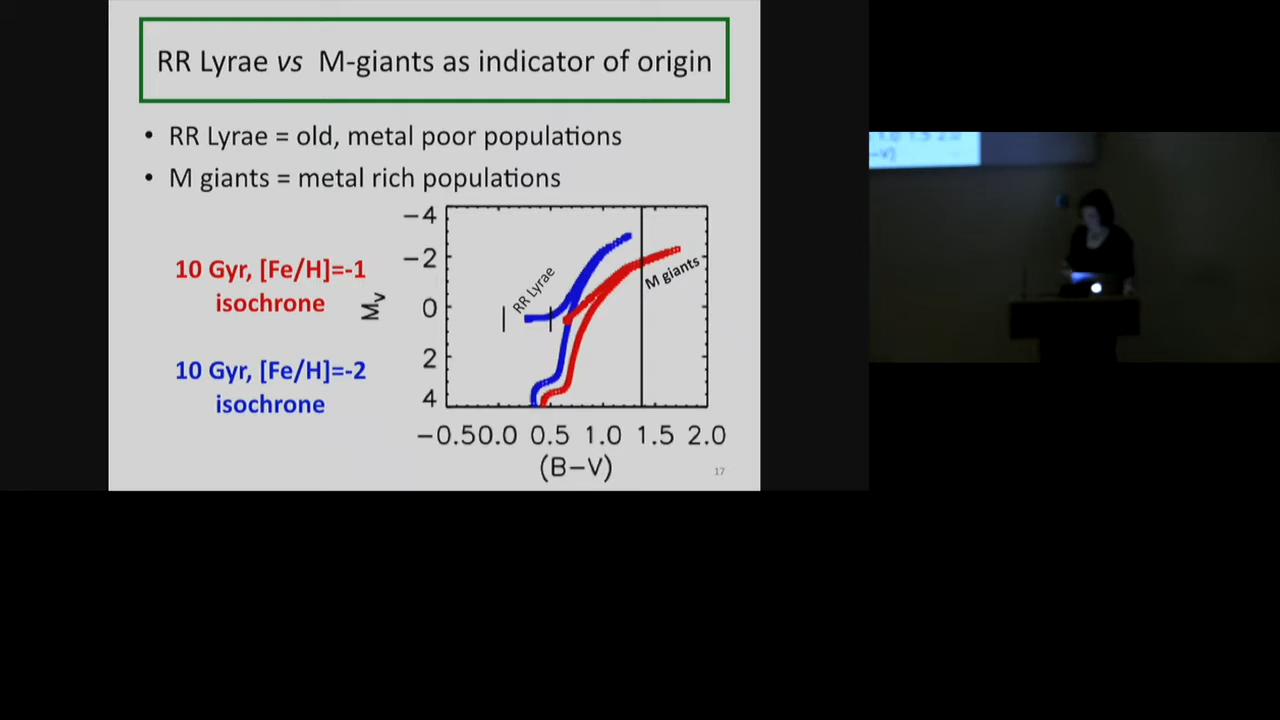 RR Lyrae vs M-giants as indicator of origin
• RR Lyrae = old, metal poor populations
• M giants = metal rich populations
10 Gyr, [Fe/H]=-1
isochrone
10 Gyr, [Fe/H]=-2
isochrone
Mv
−4
−2
0
2
4
RR Lyrae
M giants
−0.5 0.0 0.5 1.0 1.5 2.0
(B−V)
17